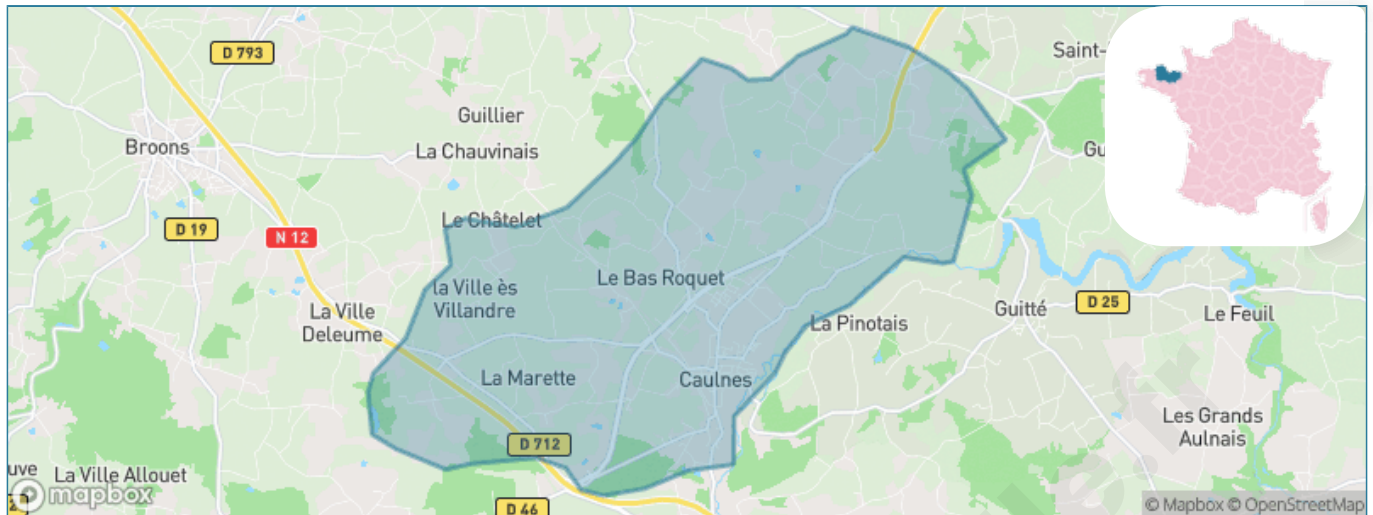 D 793
Saint-
Guillier
Broons
La Chauvinais
Gu
Le Châtelet
D 19
N 12
Le Bas Roquet
la Ville ès
Villandre
La Ville
Deleume
La Pinotais
Guitté
D 25
Le Feuil
La Marette
Caulnes
Les Grands
Aulnais
D 712
uve
La Ville Allouet
mapbox
2
D 46
© Mapbox © OpenStreetMap